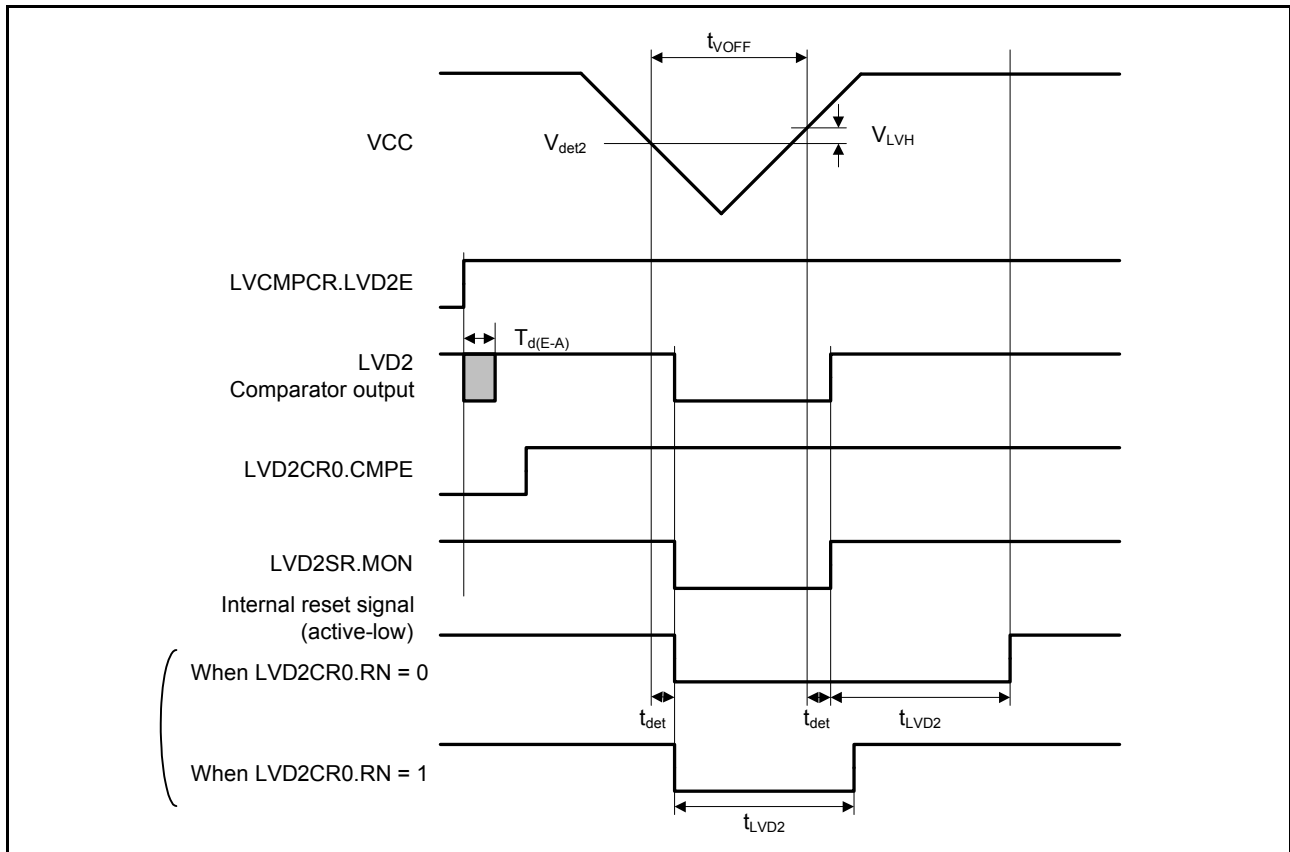 tVOFF
VCC
Vdet2
VLVH
LVCMPCR.LVD2E
Td(E-A)
LVD2
Comparator output
LVD2CR0.CMPE
LVD2SR.MON
Internal reset signal
(active-low)
When LVD2CR0.RN = 0
tdet
tdet
tLVD2
When LVD2CR0.RN = 1
tLVD2